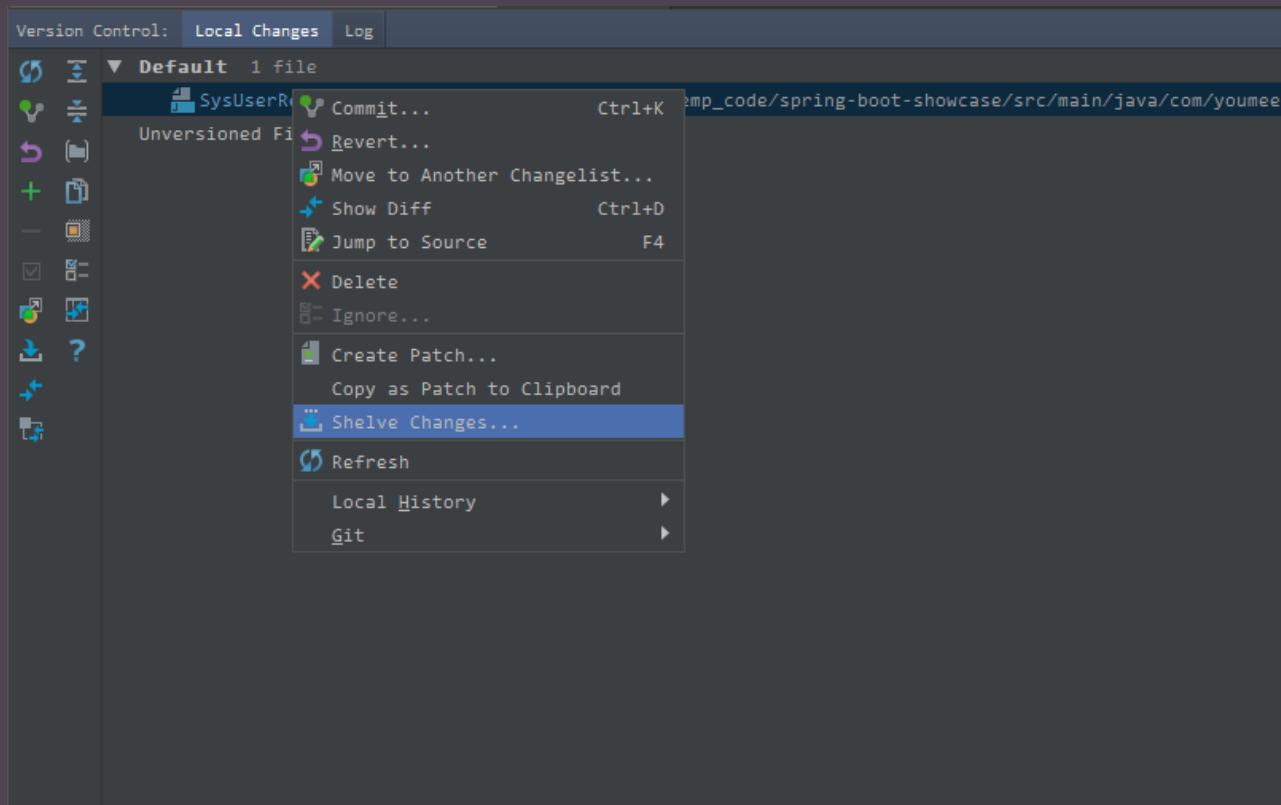 Version Control: Local Changes Log
Default 1 file
SysUserR emp_code/spring-boot-showcase/src/main/java/com/youmee
Unversioned Fi
Commit... Ctrl+K
Revert...
Move to Another Changelist...
Show Diff Ctrl+D
Jump to Source F4
Delete
Ignore...
Create Patch...
Copy as Patch to Clipboard
Shelve Changes...
Refresh
Local History
Git
?